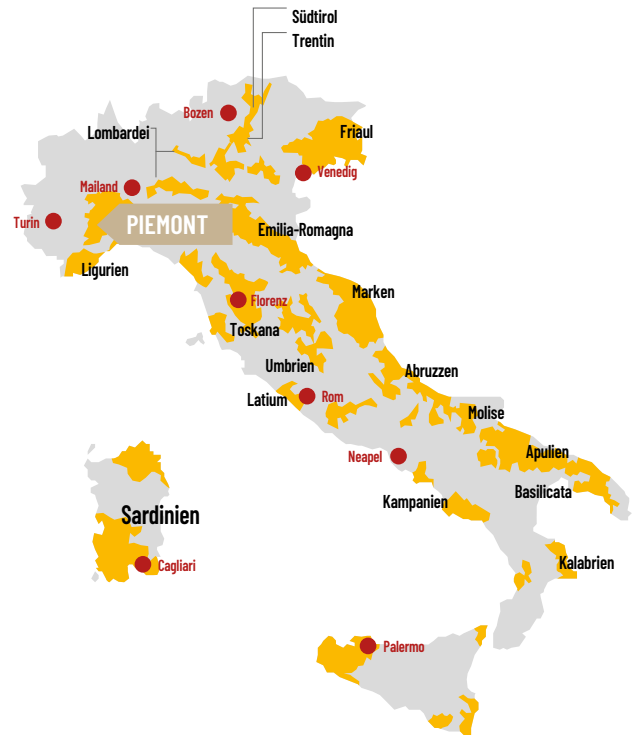 Südtirol
Trentin
Bozen
Lombardei
Friaul
Venedig
Mailand
Turin
PIEMONT
Emilia-Romagna
Ligurien
Marken
Florenz
Toskana
Umbrien
Abruzzen
Latium
Rom
Molise
Neapel
Apulien
Basilicata
Kampanien
Sardinien
Kalabrien
Cagliari
Palermo